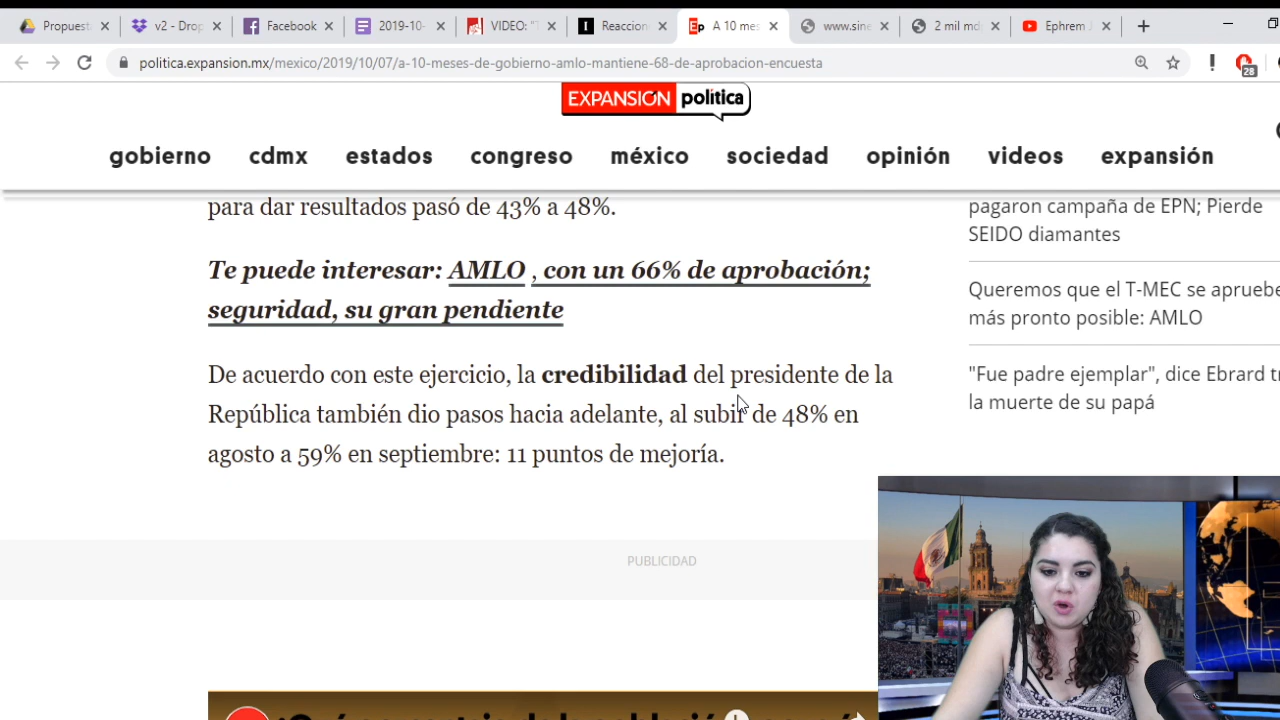 Propuest
v2 - Drop
Facebook
2019-10-
VIDEO: "T
Reaccion
A 10 mes
www.sine
2 mil mdi
Ephrem J
politica.expansion.mx/mexico/2019/10/07/a-10-meses-de-gobierno-amlo-mantiene-68-de-aprobacion-encuesta
28
EXPANSIÓN política
gobierno cdmx estados congreso méxico sociedad opinión videos expansión
para dar resultados pasó de 43% a 48%.
Te puede interesar: AMLO , con un 66% de aprobación;
seguridad, su gran pendiente
De acuerdo con este ejercicio, la credibilidad del presidente de la
República también dio pasos hacia adelante, al subir de 48% en
agosto a 59% en septiembre: 11 puntos de mejoría.
PUBLICIDAD
pagaron campaña de EPN; Pierde
SEIDO diamantes
Queremos que el T-MEC se apruebe
más pronto posible: AMLO
"Fue padre ejemplar", dice Ebrard tr
la muerte de su papá